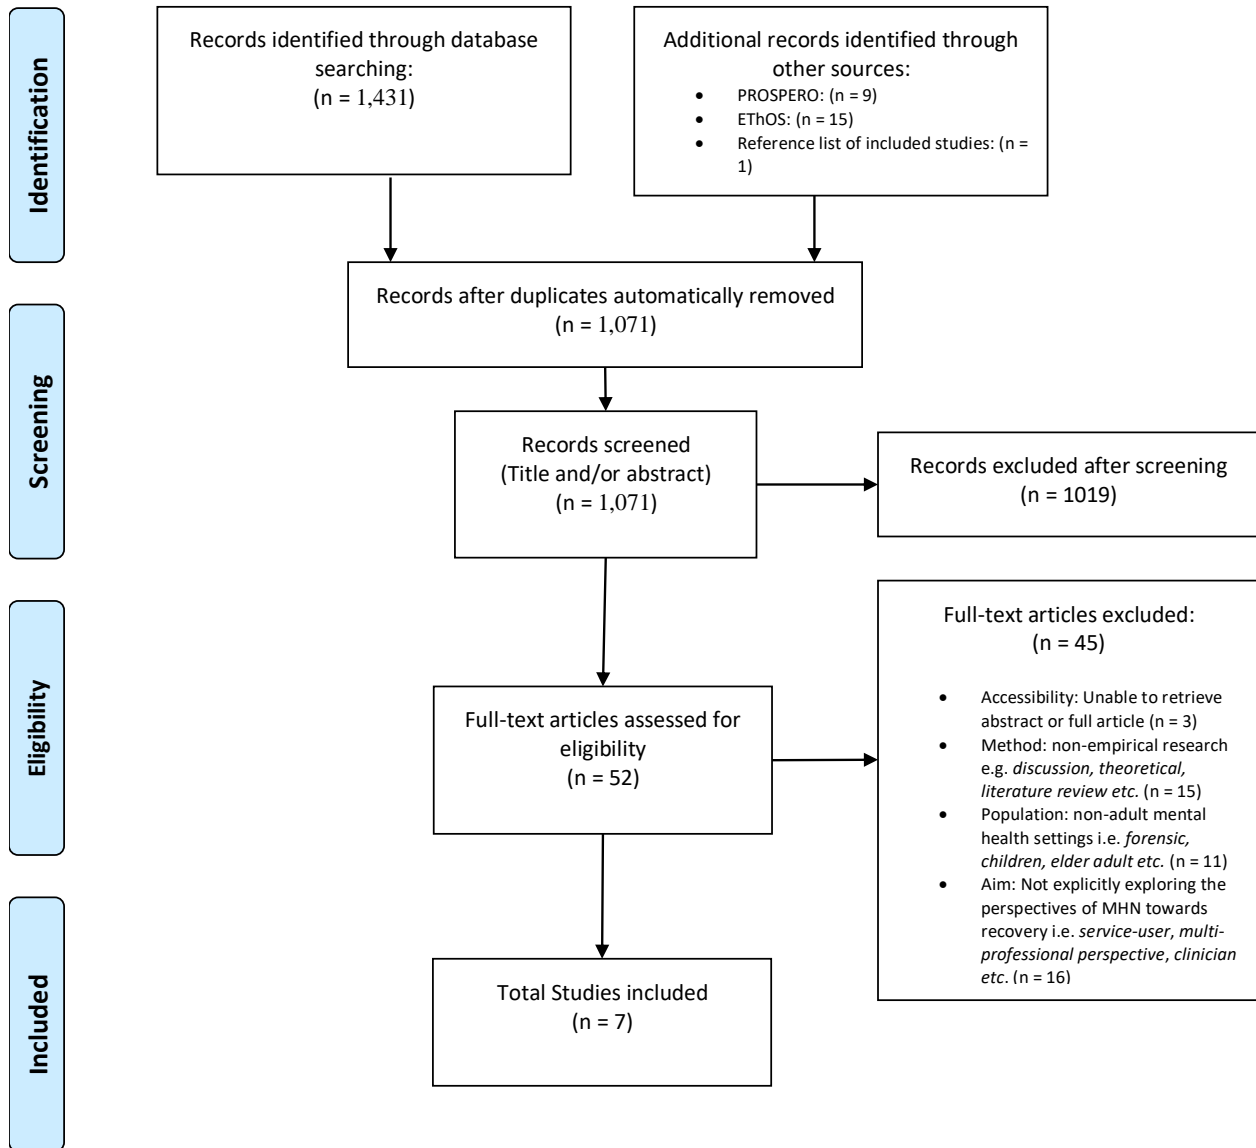 Identification
Records identified through database
searching:
(n = 1,431)
Additional records identified through
other sources:
• PROSPERO: (n = 9)
• EThOS: (n = 15)
• Reference list of included studies: (n =
1)
Records after duplicates automatically removed
(n = 1,071)
Screening
Records screened
(Title and/or abstract)
(n = 1,071)
Records excluded after screening
(n = 1019)
Eligibility
Full-text articles assessed for
eligibility
(n = 52)
Full-text articles excluded:
(n = 45)
• Accessibility: Unable to retrieve
abstract or full article (n = 3)
• Method: non-empirical research
e.g. discussion, theoretical,
literature review etc. (n = 15)
• Population: non-adult mental
health settings i.e. forensic,
children, elder adult etc. (n = 11)
• Aim: Not explicitly exploring the
perspectives of MHN towards
recovery i.e. service-user, multi-
professional perspective, clinician
etc. (n = 16)
Included
Total Studies included
(n = 7)